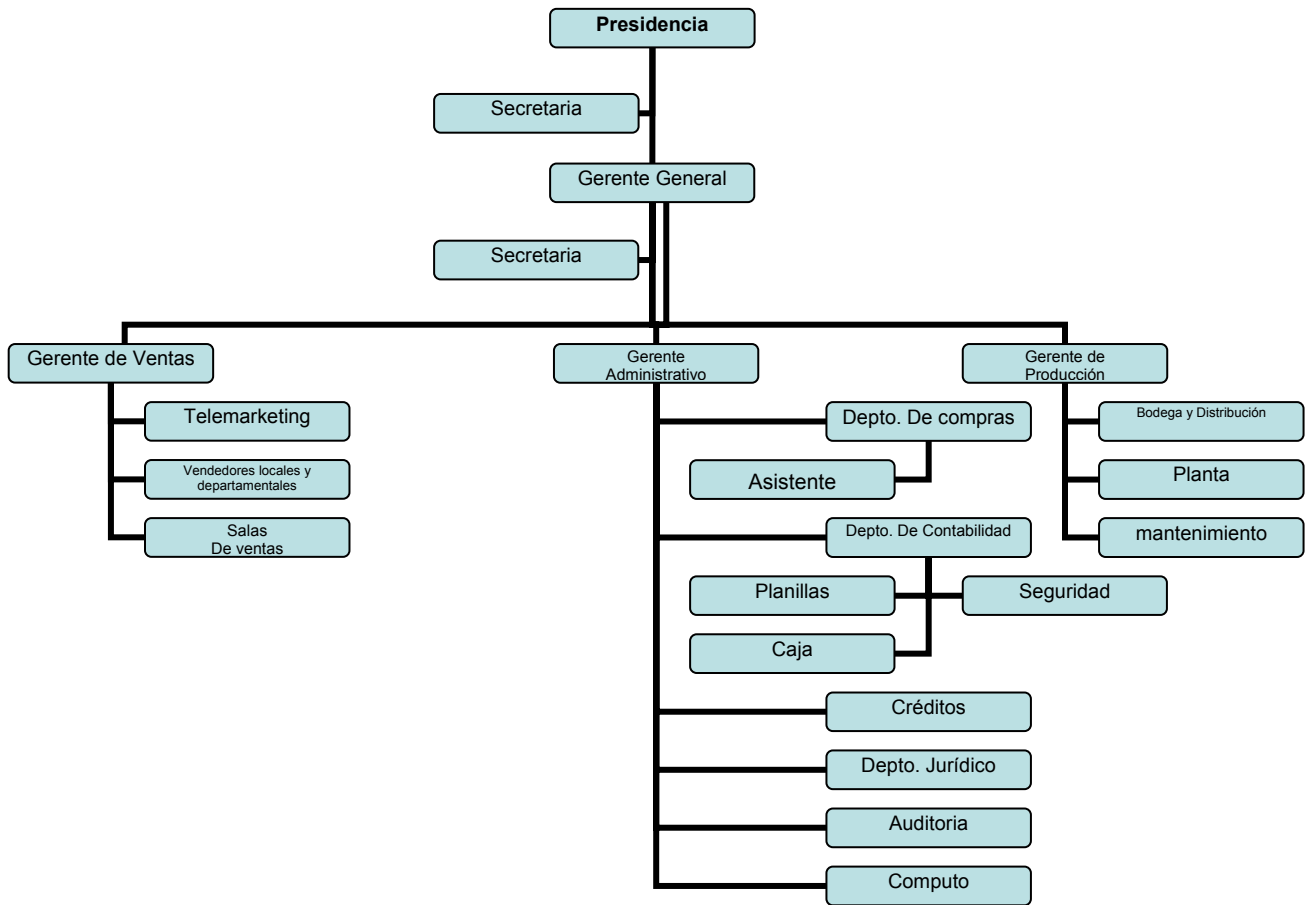 Presidencia
Secretaria
Gerente General
Secretaria
Gerente de Ventas
Gerente
Administrativo
Gerente de
Producción
Telemarketing
Vendedores locales y
departamentales
Salas
De ventas
Depto. De compras
Asistente
Depto. De Contabilidad
Planillas
Seguridad
Caja
Créditos
Depto. Jurídico
Auditoria
Computo
Bodega y Distribución
Planta
mantenimiento